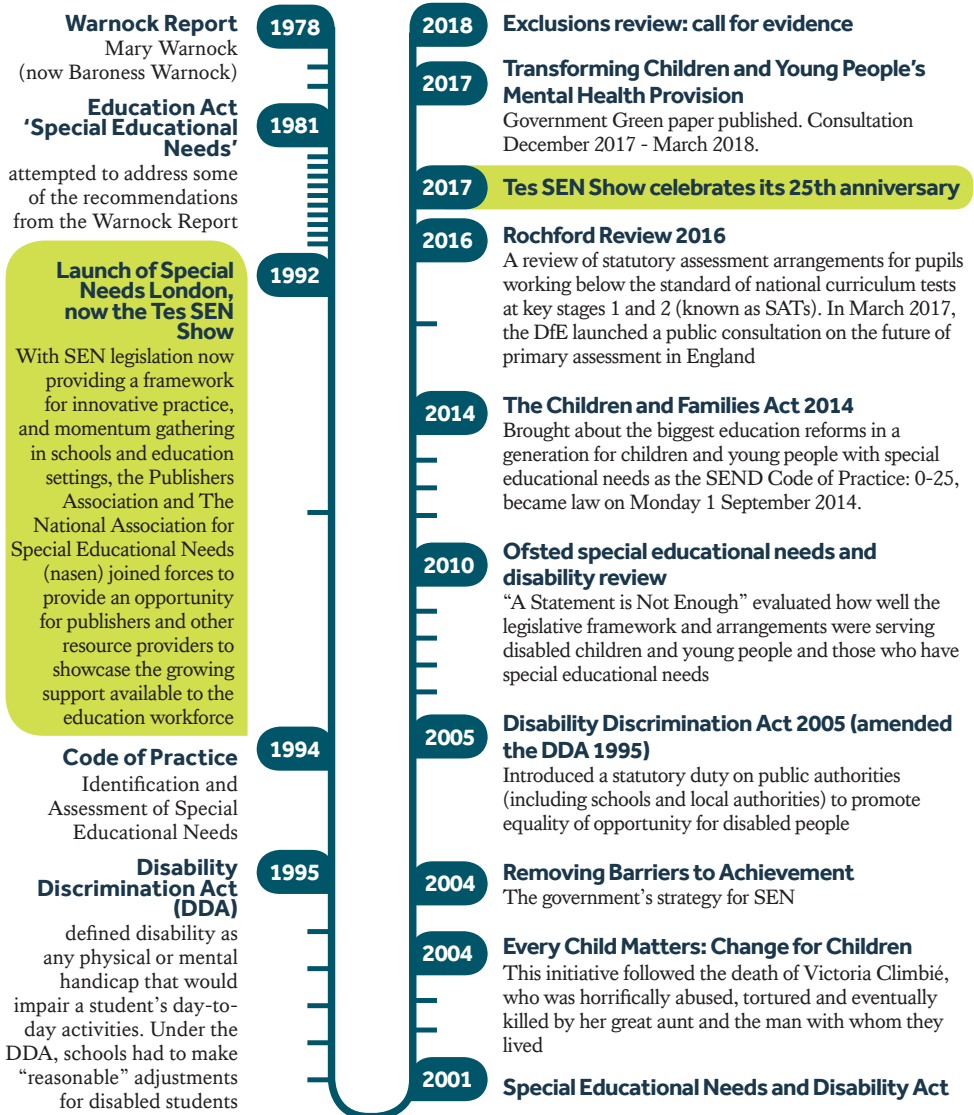 1978
Warnock Report
Mary Warnock
(now Baroness Warnock)
1981
Education Act
‘Special Educational
Needs’
attempted to address some
of the recommendations
from the Warnock Report
1992
Launch of Special
Needs London,
now the Tes SEN
Show
With SEN legislation now
providing a framework
for innovative practice,
and momentum gathering
in schools and education
settings, the Publishers
Association and The
National Association for
Special Educational Needs
(nasen) joined forces to
provide an opportunity
for publishers and other
resource providers to
showcase the growing
support available to the
education workforce
1994
Code of Practice
Identification and
Assessment of Special
Educational Needs
1995
Disability
Discrimination Act
(DDA)
defined disability as
any physical or mental
handicap that would
impair a student’s day-to-
day activities. Under the
DDA, schools had to make
“reasonable” adjustments
for disabled students
2018
Exclusions review: call for evidence
2017
Transforming Children and Young People’s
Mental Health Provision
Government Green paper published. Consultation
December 2017 - March 2018.
2017
Tes SEN Show celebrates its 25th anniversary
2016
Rochford Review 2016
A review of statutory assessment arrangements for pupils
working below the standard of national curriculum tests
at key stages 1 and 2 (known as SATs). In March 2017,
the DfE launched a public consultation on the future of
primary assessment in England
2014
The Children and Families Act 2014
Brought about the biggest education reforms in a
generation for children and young people with special
educational needs as the SEND Code of Practice: 0-25,
became law on Monday 1 September 2014.
2010
Ofsted special educational needs and
disability review
“A Statement is Not Enough” evaluated how well the
legislative framework and arrangements were serving
disabled children and young people and those who have
special educational needs
2005
Disability Discrimination Act 2005 (amended
the DDA 1995)
Introduced a statutory duty on public authorities
(including schools and local authorities) to promote
equality of opportunity for disabled people
2004
Removing Barriers to Achievement
The government’s strategy for SEN
2004
Every Child Matters: Change for Children
This initiative followed the death of Victoria Climbié,
who was horrifically abused, tortured and eventually
killed by her great aunt and the man with whom they
lived
2001
Special Educational Needs and Disability Act